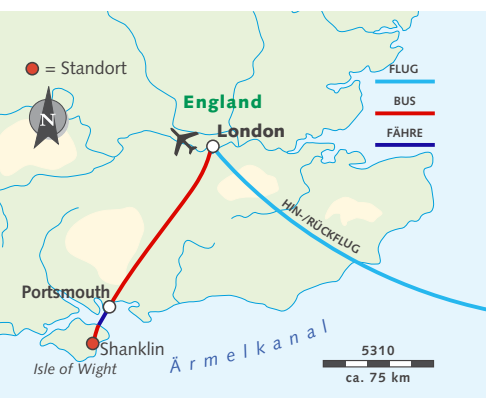 = Standort
FLUG
BUS
FÄHRE
N
England
London
HIN-/RÜCKFLUG
Portsmouth
Shanklin
Isle of Wight
Ärmelkanal
5310
ca. 75 km